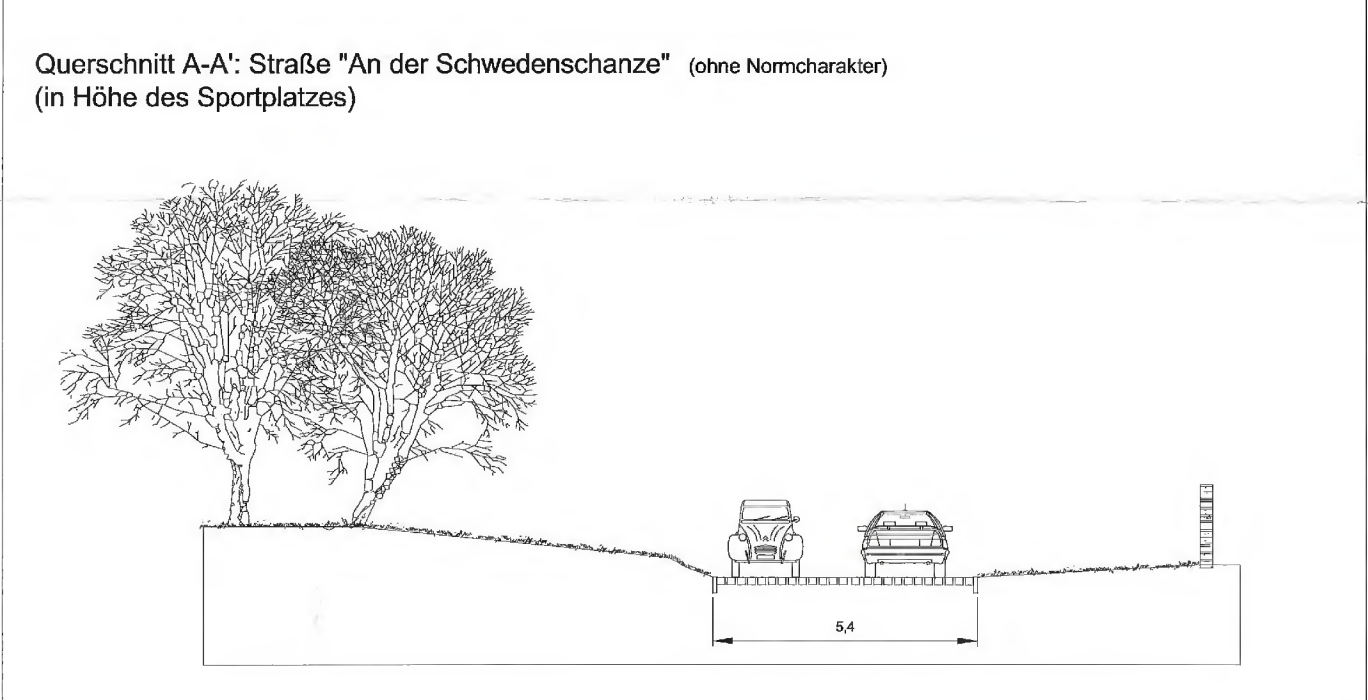 Querschnitt A-A': Straße "An der Schwedenschanze" (ohne Normcharakter)
(in Höhe des Sportplatzes)
5,4